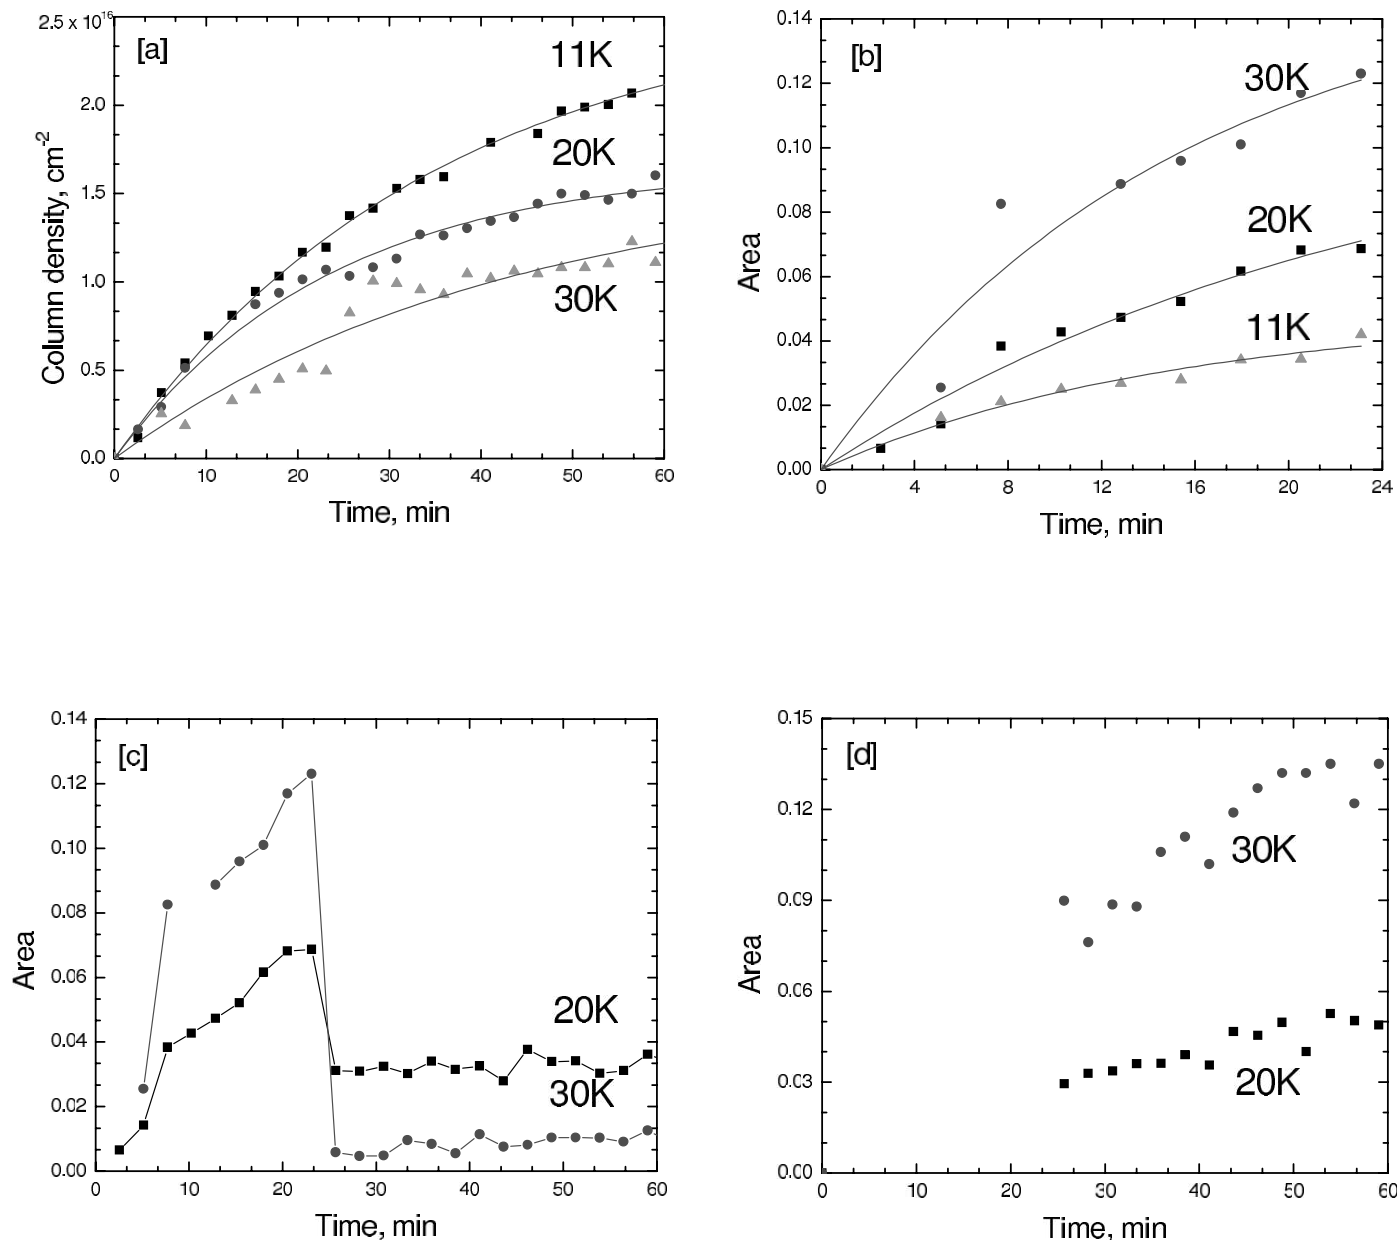 2.5 x 10^16
[a]
11K
2.0
20K
1.5
1.0
30K
0.5
0.0
0 10 20 30 40 50 60
Column density, cm^-2
Time, min
0.14
[b]
30K
0.12
0.10
0.08
20K
0.06
11K
0.04
0.02
0.00
0 4 8 12 16 20 24
Area
Time, min
0.14
[c]
0.12
0.10
0.08
0.06
20K
0.04
30K
0.02
0.00
0 10 20 30 40 50 60
Area
Time, min
0.15
[d]
0.12
30K
0.09
0.06
20K
0.03
0.00
0 10 20 30 40 50 60
Area
Time, min